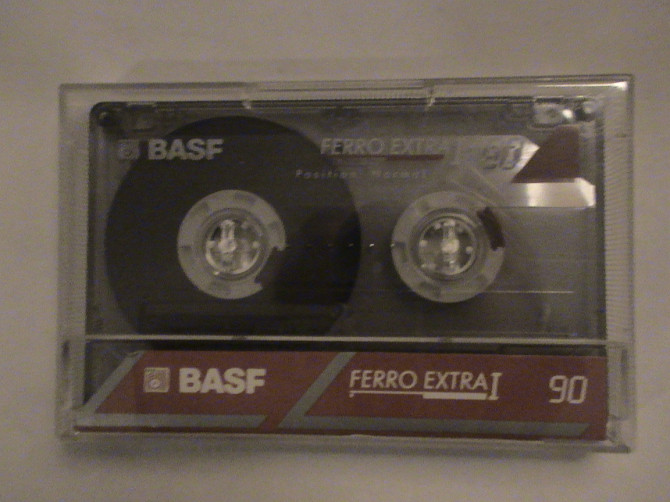 BASF FERRO EXTRA I 90
Position Normal
BASF FERRO EXTRA I 90